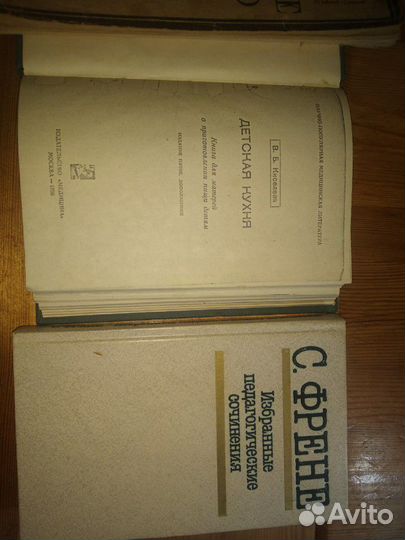 НАУЧНО-ПОПУЛЯРНАЯ МЕДИЦИНСКАЯ ЛИТЕРАТУРА
ДЕТСКАЯ КУХНЯ
Книга для матерей
о приготовлении пищи детям
ИЗДАТЕЛЬСТВО «МЕДИЦИНА»
МОСКВА —
С. ФРЕНЕ
Избранные
педагогические
сочинения
Avito